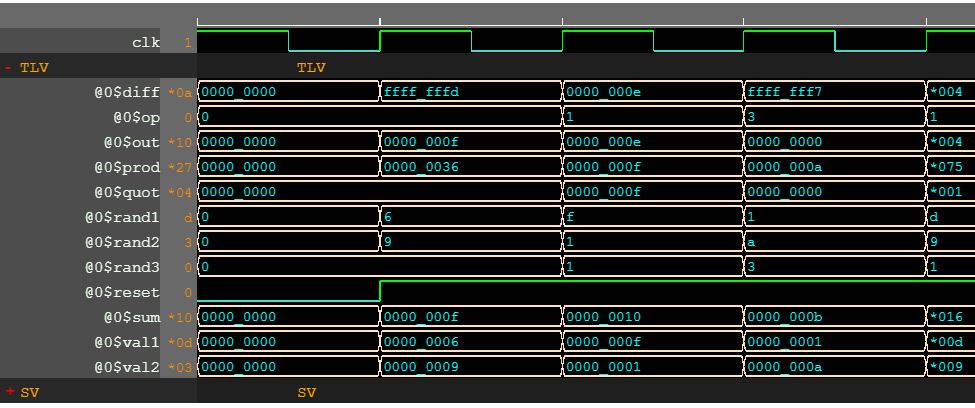 clk 1
- TLV TLV
@0$diff *0a 0000_0000 ffff_fffd 0000_000e ffff_fff7 *004
@0$op 0 0 1 3 1
@0$out *10 0000_0000 0000_000f 0000_000e 0000_0000 *004
@0$prod *27 0000_0000 0000_0036 0000_000f 0000_000a *075
@0$quot *04 0000_0000 0000_000f 0000_0000 *001
@0$rand1 d 0 6 f 1 d
@0$rand2 3 0 9 1 a 9
@0$rand3 0 0 1 3 1
@0$reset 0
@0$sum *10 0000_0000 0000_000f 0000_0010 0000_000b *016
@0$val1 *0d 0000_0000 0000_0006 0000_000f 0000_0001 *00d
@0$val2 *03 0000_0000 0000_0009 0000_0001 0000_000a *009
+ SV SV